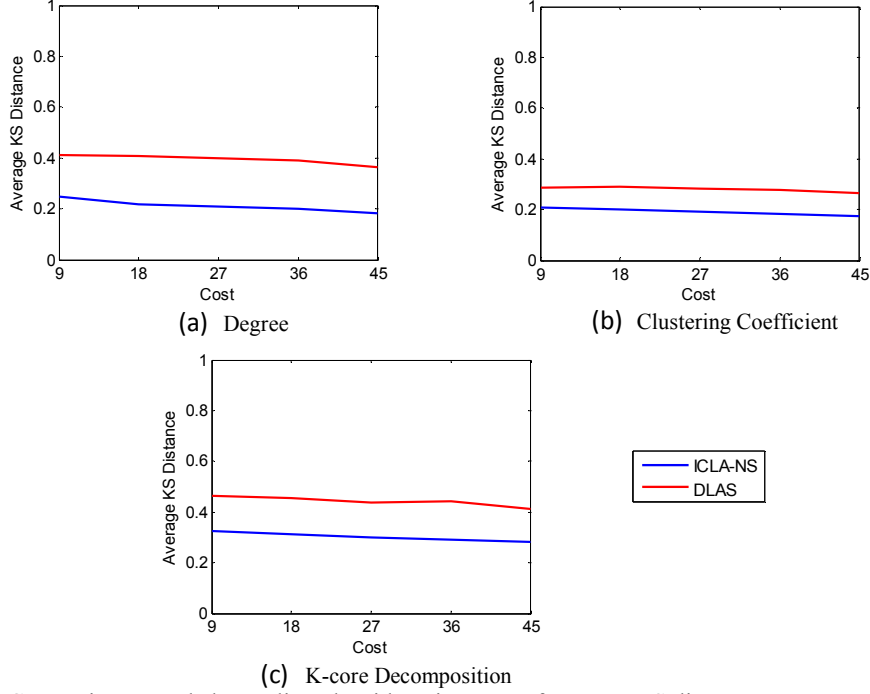 1
0.8
0.6
0.4
0.2
0
Average KS Distance
9 18 27 36 45
Cost
(a) Degree
1
0.8
0.6
0.4
0.2
0
Average KS Distance
9 18 27 36 45
Cost
(b) Clustering Coefficient
1
0.8
0.6
0.4
0.2
0
Average KS Distance
9 18 27 36 45
Cost
(c) K-core Decomposition
ICLA-NS
DLAS